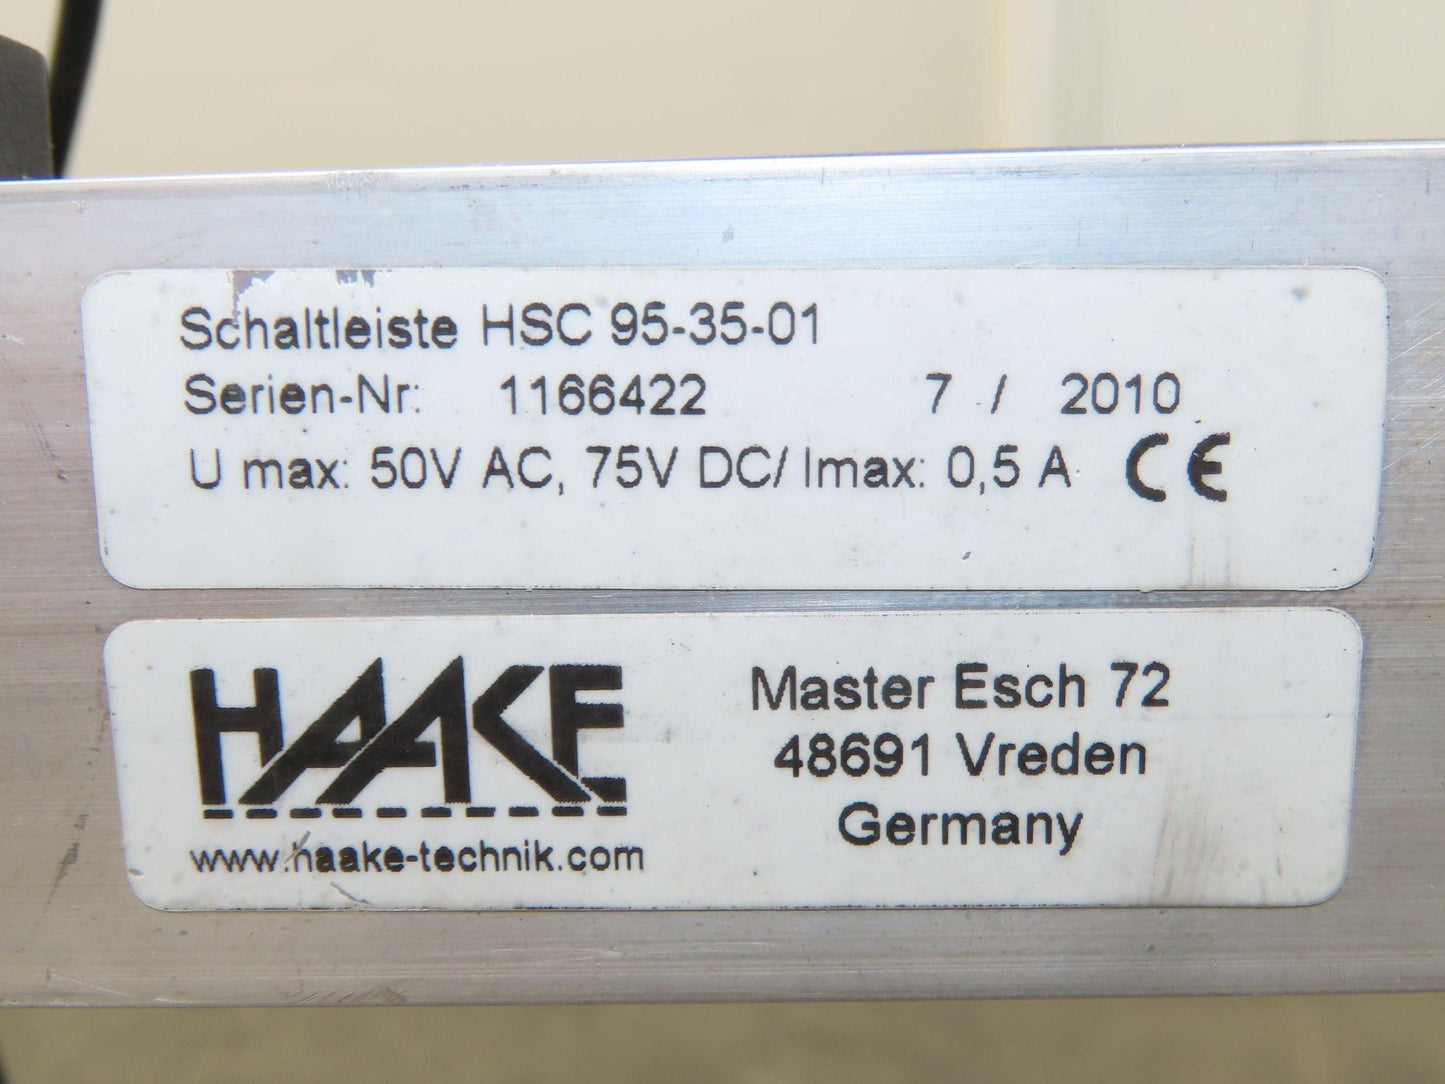 Schaltleiste HSC 95-35-01
Serien-Nr: 1166422 7 / 2010
U max: 50V AC, 75V DC/ Imax: 0,5 A CE
HAAKE
www.haake-technik.com
Master Esch 72
48691 Vreden
Germany